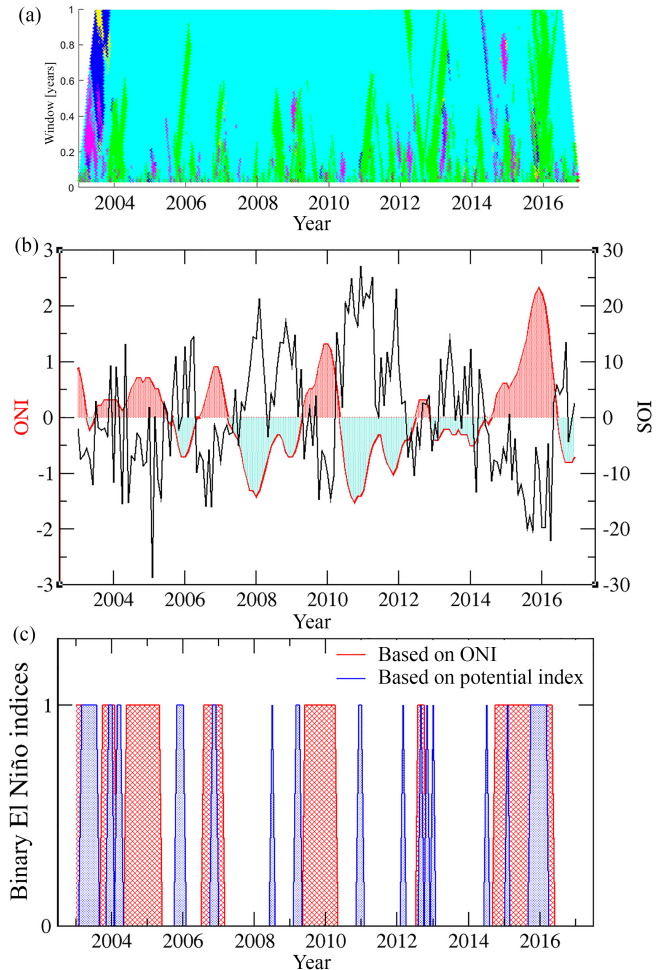 (a)
1
0.8
0.6
0.4
0.2
0
Window [years]
2004 2006 2008 2010 2012 2014 2016
Year
(b)
3
2
1
0
-1
-2
-3
ONI
30
20
10
0
-10
-20
-30
SOI
2004 2006 2008 2010 2012 2014 2016
Year
(c)
Based on ONI
Based on potential index
1
0
Binary El Niño indices
2004 2006 2008 2010 2012 2014 2016
Year